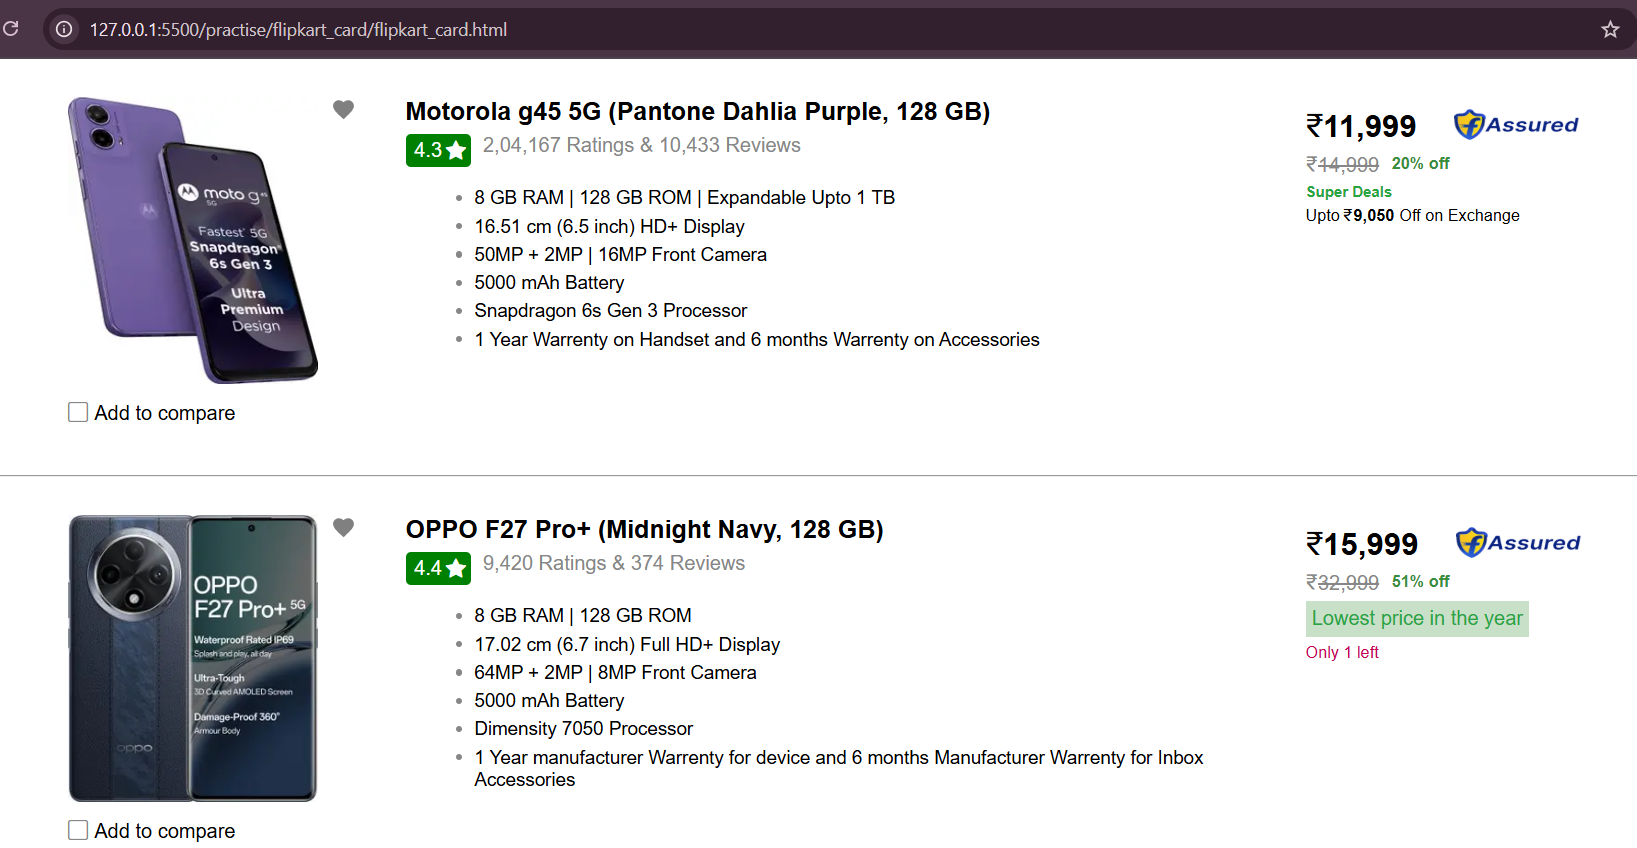 127.0.0.1:5500/practise/flipkart_card/flipkart_card.html
moto g45
5G
Fastest* 5G
Snapdragon®
6s Gen 3
Ultra
Premium
Design
Add to compare
Motorola g45 5G (Pantone Dahlia Purple, 128 GB)
4.3 2,04,167 Ratings & 10,433 Reviews
8 GB RAM | 128 GB ROM | Expandable Upto 1 TB
16.51 cm (6.5 inch) HD+ Display
50MP + 2MP | 16MP Front Camera
5000 mAh Battery
Snapdragon 6s Gen 3 Processor
1 Year Warrenty on Handset and 6 months Warrenty on Accessories
₹11,999 Assured
₹14,999 20% off
Super Deals
Upto ₹9,050 Off on Exchange
OPPO
F27 Pro+ 5G
Waterproof Rated IP69
Splash and play, all day
Ultra-Tough
3D Curved AMOLED Screen
Damage-Proof 360°
Armour Body
oppo
Add to compare
OPPO F27 Pro+ (Midnight Navy, 128 GB)
4.4 9,420 Ratings & 374 Reviews
8 GB RAM | 128 GB ROM
17.02 cm (6.7 inch) Full HD+ Display
64MP + 2MP | 8MP Front Camera
5000 mAh Battery
Dimensity 7050 Processor
1 Year manufacturer Warrenty for device and 6 months Manufacturer Warrenty for Inbox
Accessories
₹15,999 Assured
₹32,999 51% off
Lowest price in the year
Only 1 left